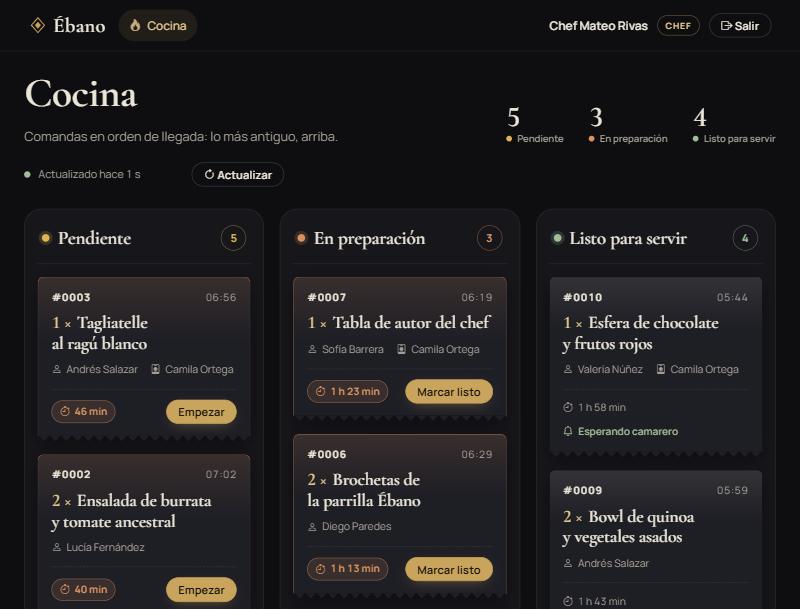 Ébano
Cocina
Chef Mateo Rivas
CHEF
Salir
Cocina
Comandas en orden de llegada: lo más antiguo, arriba.
5
Pendiente
3
En preparación
4
Listo para servir
Actualizado hace 1 s
Actualizar
Pendiente
5
#0003
06:56
1 × Tagliatelle
al ragú blanco
Andrés Salazar
Camila Ortega
46 min
Empezar
#0002
07:02
2 × Ensalada de burrata
y tomate ancestral
Lucía Fernández
40 min
Empezar
En preparación
3
#0007
06:19
1 × Tabla de autor del chef
Sofía Barrera
Camila Ortega
1 h 23 min
Marcar listo
#0006
06:29
2 × Brochetas de
la parrilla Ébano
Diego Paredes
1 h 13 min
Marcar listo
Listo para servir
4
#0010
05:44
1 × Esfera de chocolate
y frutos rojos
Valeria Núñez
Camila Ortega
1 h 58 min
Esperando camarero
#0009
05:59
2 × Bowl de quinoa
y vegetales asados
Andrés Salazar
1 h 43 min